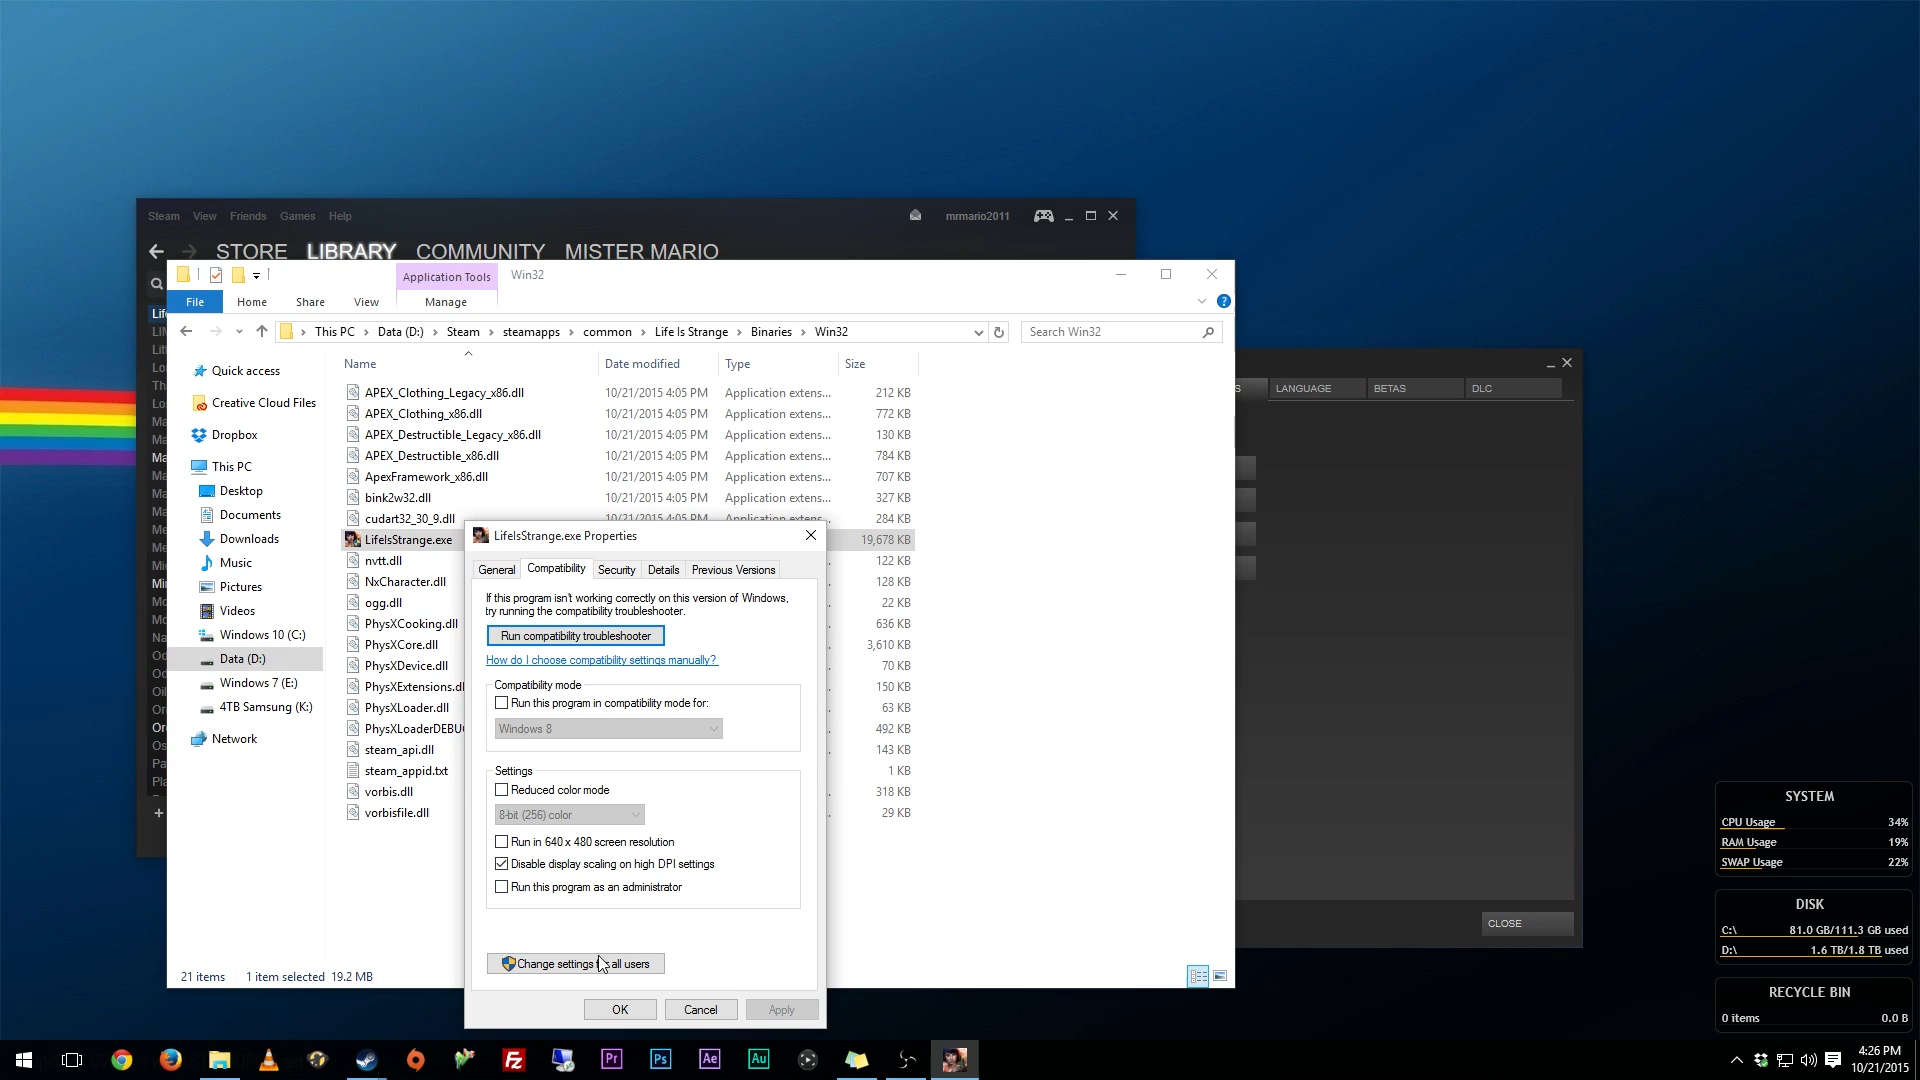 Steam View Friends Games Help
mrmario2011
STORE LIBRARY COMMUNITY MISTER MARIO
Application Tools Win32
File Home Share View Manage
This PC Data (D:) Steam steamapps common Life Is Strange Binaries Win32
Search Win32
Quick access
Creative Cloud Files
Dropbox
This PC
Desktop
Documents
Downloads
Music
Pictures
Videos
Windows 10 (C:)
Data (D:)
Windows 7 (E:)
4TB Samsung (K:)
Network
Name Date modified Type Size
APEX_Clothing_Legacy_x86.dll 10/21/2015 4:05 PM Application extens... 212 KB
APEX_Clothing_x86.dll 10/21/2015 4:05 PM Application extens... 772 KB
APEX_Destructible_Legacy_x86.dll 10/21/2015 4:05 PM Application extens... 130 KB
APEX_Destructible_x86.dll 10/21/2015 4:05 PM Application extens... 784 KB
ApexFramework_x86.dll 10/21/2015 4:05 PM Application extens... 707 KB
bink2w32.dll 10/21/2015 4:05 PM Application extens... 327 KB
cudart32_30_9.dll 10/21/2015 4:05 PM Application extens... 284 KB
LifeIsStrange.exe 19,678 KB
nvtt.dll 122 KB
NxCharacter.dll 128 KB
ogg.dll 22 KB
PhysXCooking.dll 636 KB
PhysXCore.dll 3,610 KB
PhysXDevice.dll 70 KB
PhysXExtensions.dl 150 KB
PhysXLoader.dll 63 KB
PhysXLoaderDEBU 492 KB
steam_api.dll 143 KB
steam_appid.txt 1 KB
vorbis.dll 318 KB
vorbisfile.dll 29 KB
21 items 1 item selected 19.2 MB
LifeIsStrange.exe Properties
General Compatibility Security Details Previous Versions
If this program isn't working correctly on this version of Windows,
try running the compatibility troubleshooter.
Run compatibility troubleshooter
How do I choose compatibility settings manually?
Compatibility mode
Run this program in compatibility mode for:
Windows 8
Settings
Reduced color mode
8-bit (256) color
Run in 640 x 480 screen resolution
Disable display scaling on high DPI settings
Run this program as an administrator
Change settings all users
OK Cancel Apply
LANGUAGE BETAS DLC
CLOSE
SYSTEM
CPU Usage 34%
RAM Usage 19%
SWAP Usage 22%
DISK
C:\ 81.0 GB/111.3 GB used
D:\ 1.6 TB/1.8 TB used
RECYCLE BIN
0 items 0.0 B
Pr Ps Ae Au
4:26 PM
10/21/2015